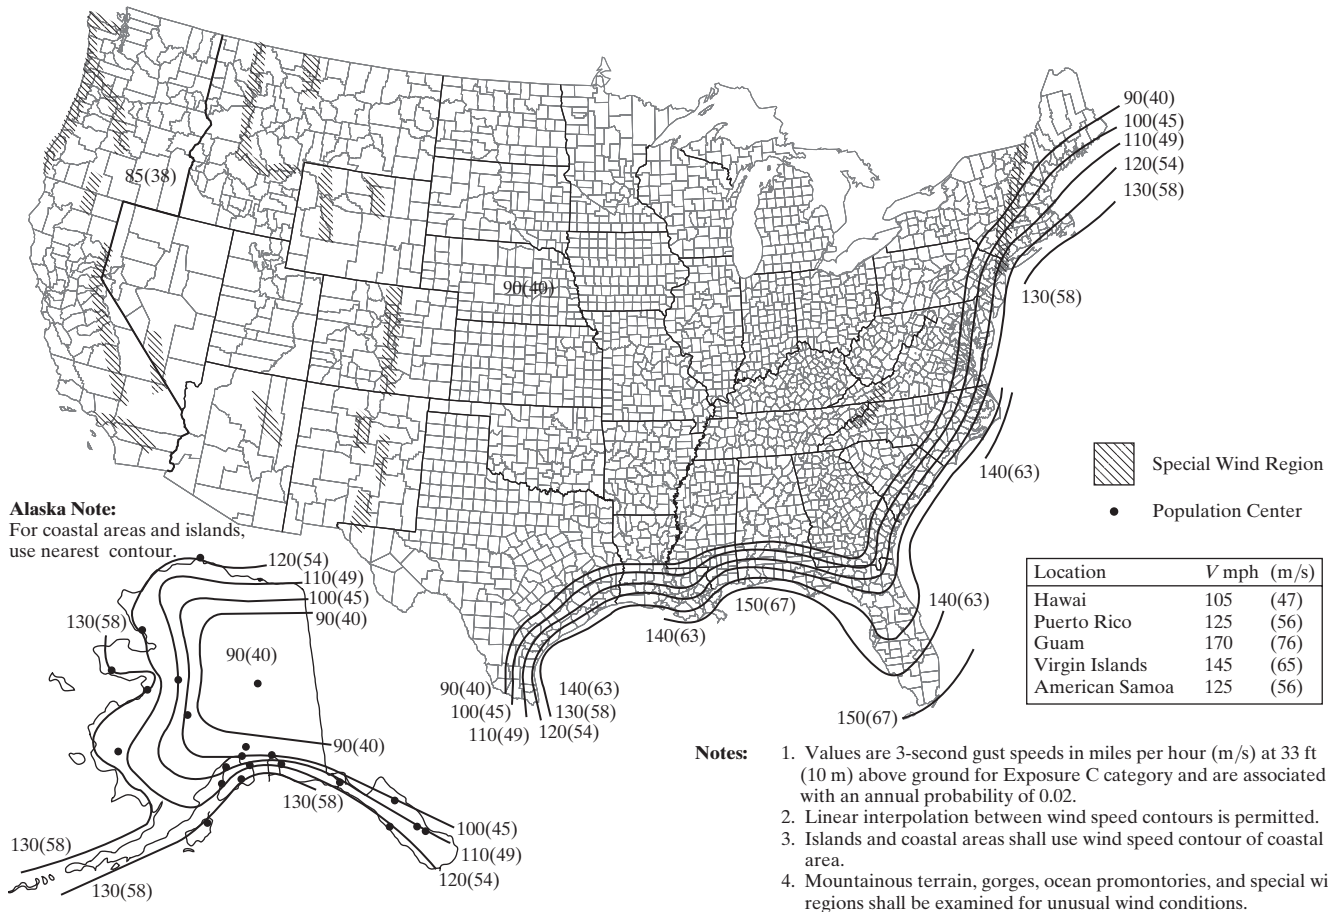 90(40)
100(45)
110(49)
120(54)
130(58)
85(38)
90(40)
130(58)
140(63)
Special Wind Region
Population Center
Alaska Note:
For coastal areas and islands,
use nearest contour.
120(54)
110(49)
100(45)
90(40)
130(58)
90(40)
90(40)
130(58)
100(45)
110(49)
120(54)
130(58)
130(58)
150(67)
140(63)
140(63)
90(40)
100(45)
110(49)
140(63)
130(58)
120(54)
150(67)
Location V mph (m/s)
Hawai 105 (47)
Puerto Rico 125 (56)
Guam 170 (76)
Virgin Islands 145 (65)
American Samoa 125 (56)
Notes: 1. Values are 3-second gust speeds in miles per hour (m/s) at 33 ft
(10 m) above ground for Exposure C category and are associated
with an annual probability of 0.02.
2. Linear interpolation between wind speed contours is permitted.
3. Islands and coastal areas shall use wind speed contour of coastal
area.
4. Mountainous terrain, gorges, ocean promontories, and special wi
regions shall be examined for unusual wind conditions.